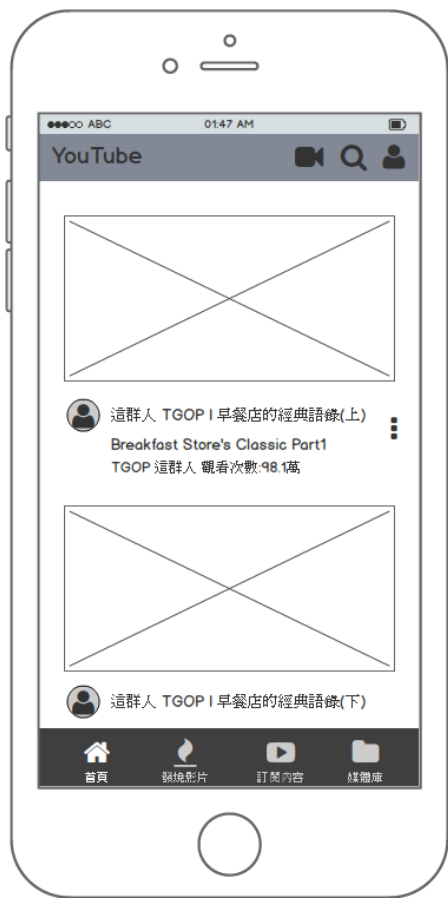 ABC
01:47 AM
YouTube
這群人 TGOP I 早餐店的經典語錄(上)
Breakfast Store's Classic Part1
TGOP 這群人 觀看次數:98.1萬
這群人 TGOP I 早餐店的經典語錄(下)
首頁
發燒影片
訂閱內容
媒體庫